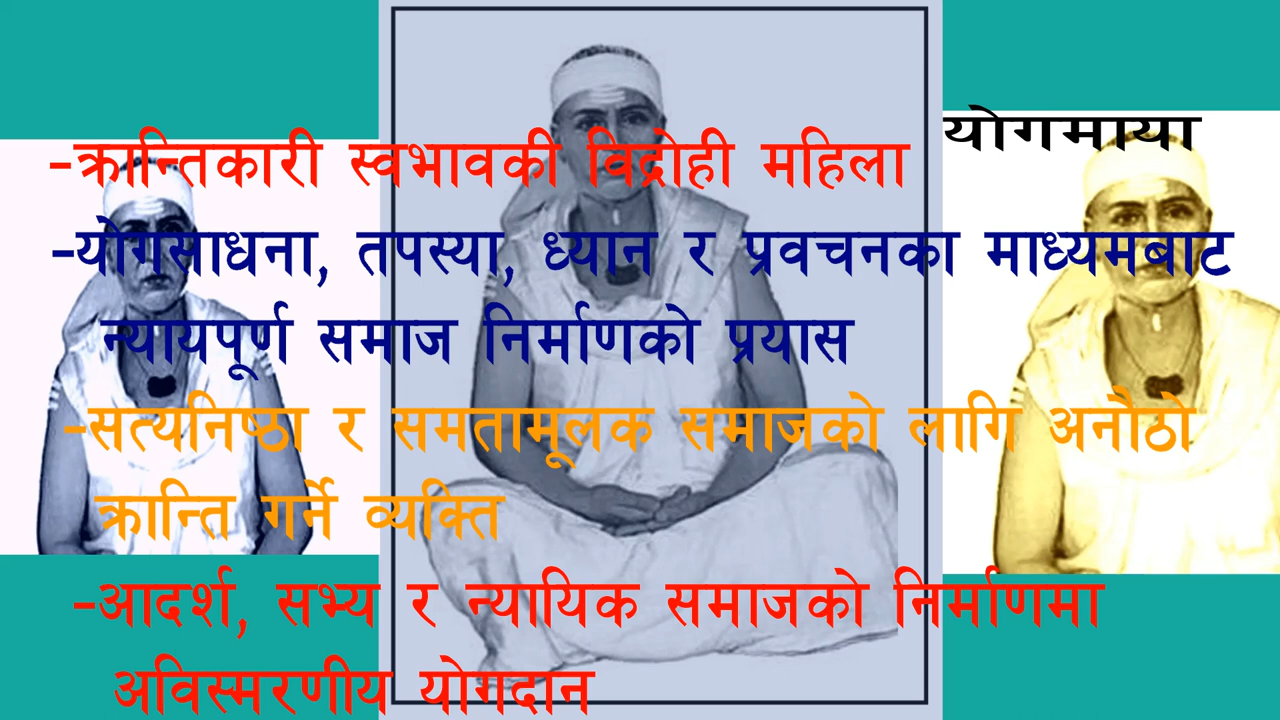 योगमाया
-क्रान्तिकारी स्वभावकी विद्रोही महिला
-योगसाधना, तपस्या, ध्यान र प्रवचनका माध्यमबाट
न्यायपूर्ण समाज निर्माणको प्रयास
-सत्यनिष्ठा र समतामूलक समाजको लागि अनौठो
क्रान्ति गर्ने व्यक्ति
-आदर्श, सभ्य र न्यायिक समाजको निर्माणमा
अविस्मरणीय योगदान